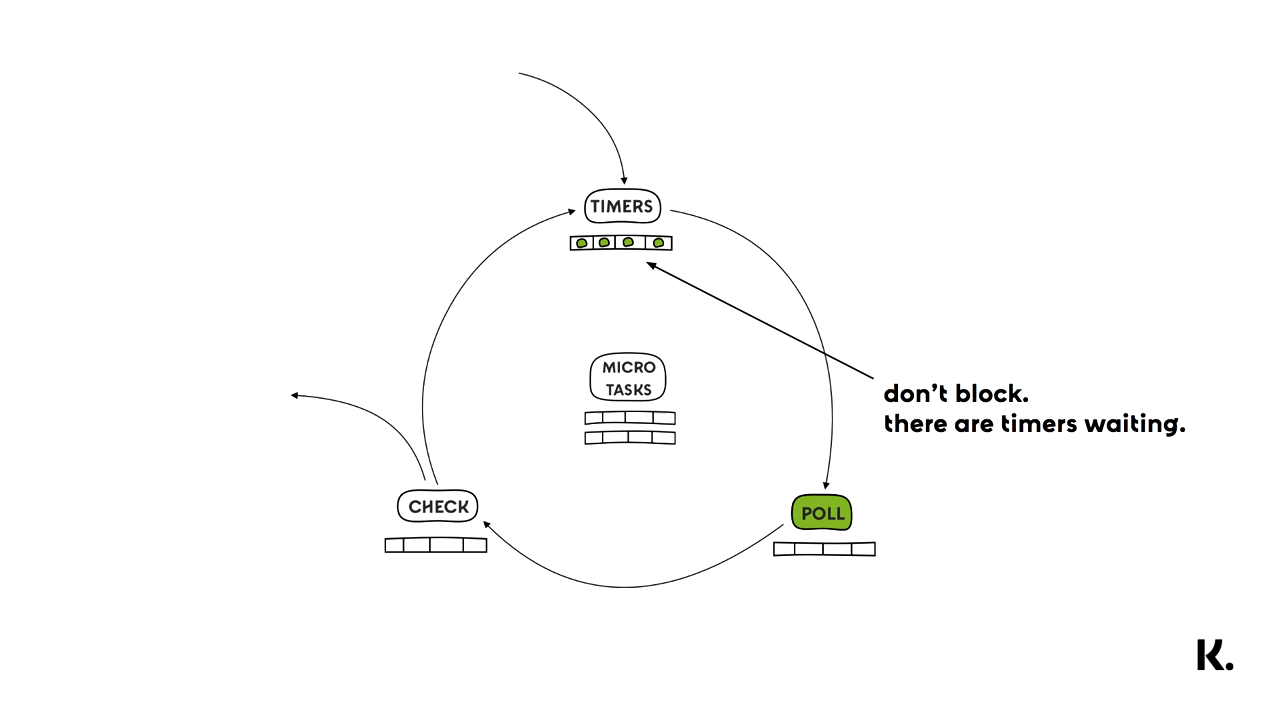 TIMERS
MICRO
TASKS
don't block.
there are timers waiting.
CHECK
POLL
K.